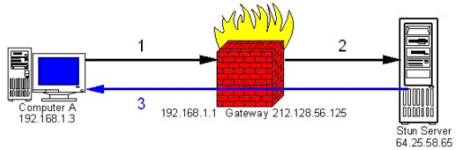 1
2
3
Computer A
192.168.1.3
192.168.1.1 Gateway 212.128.56.125
Stun Server
64.25.58.65